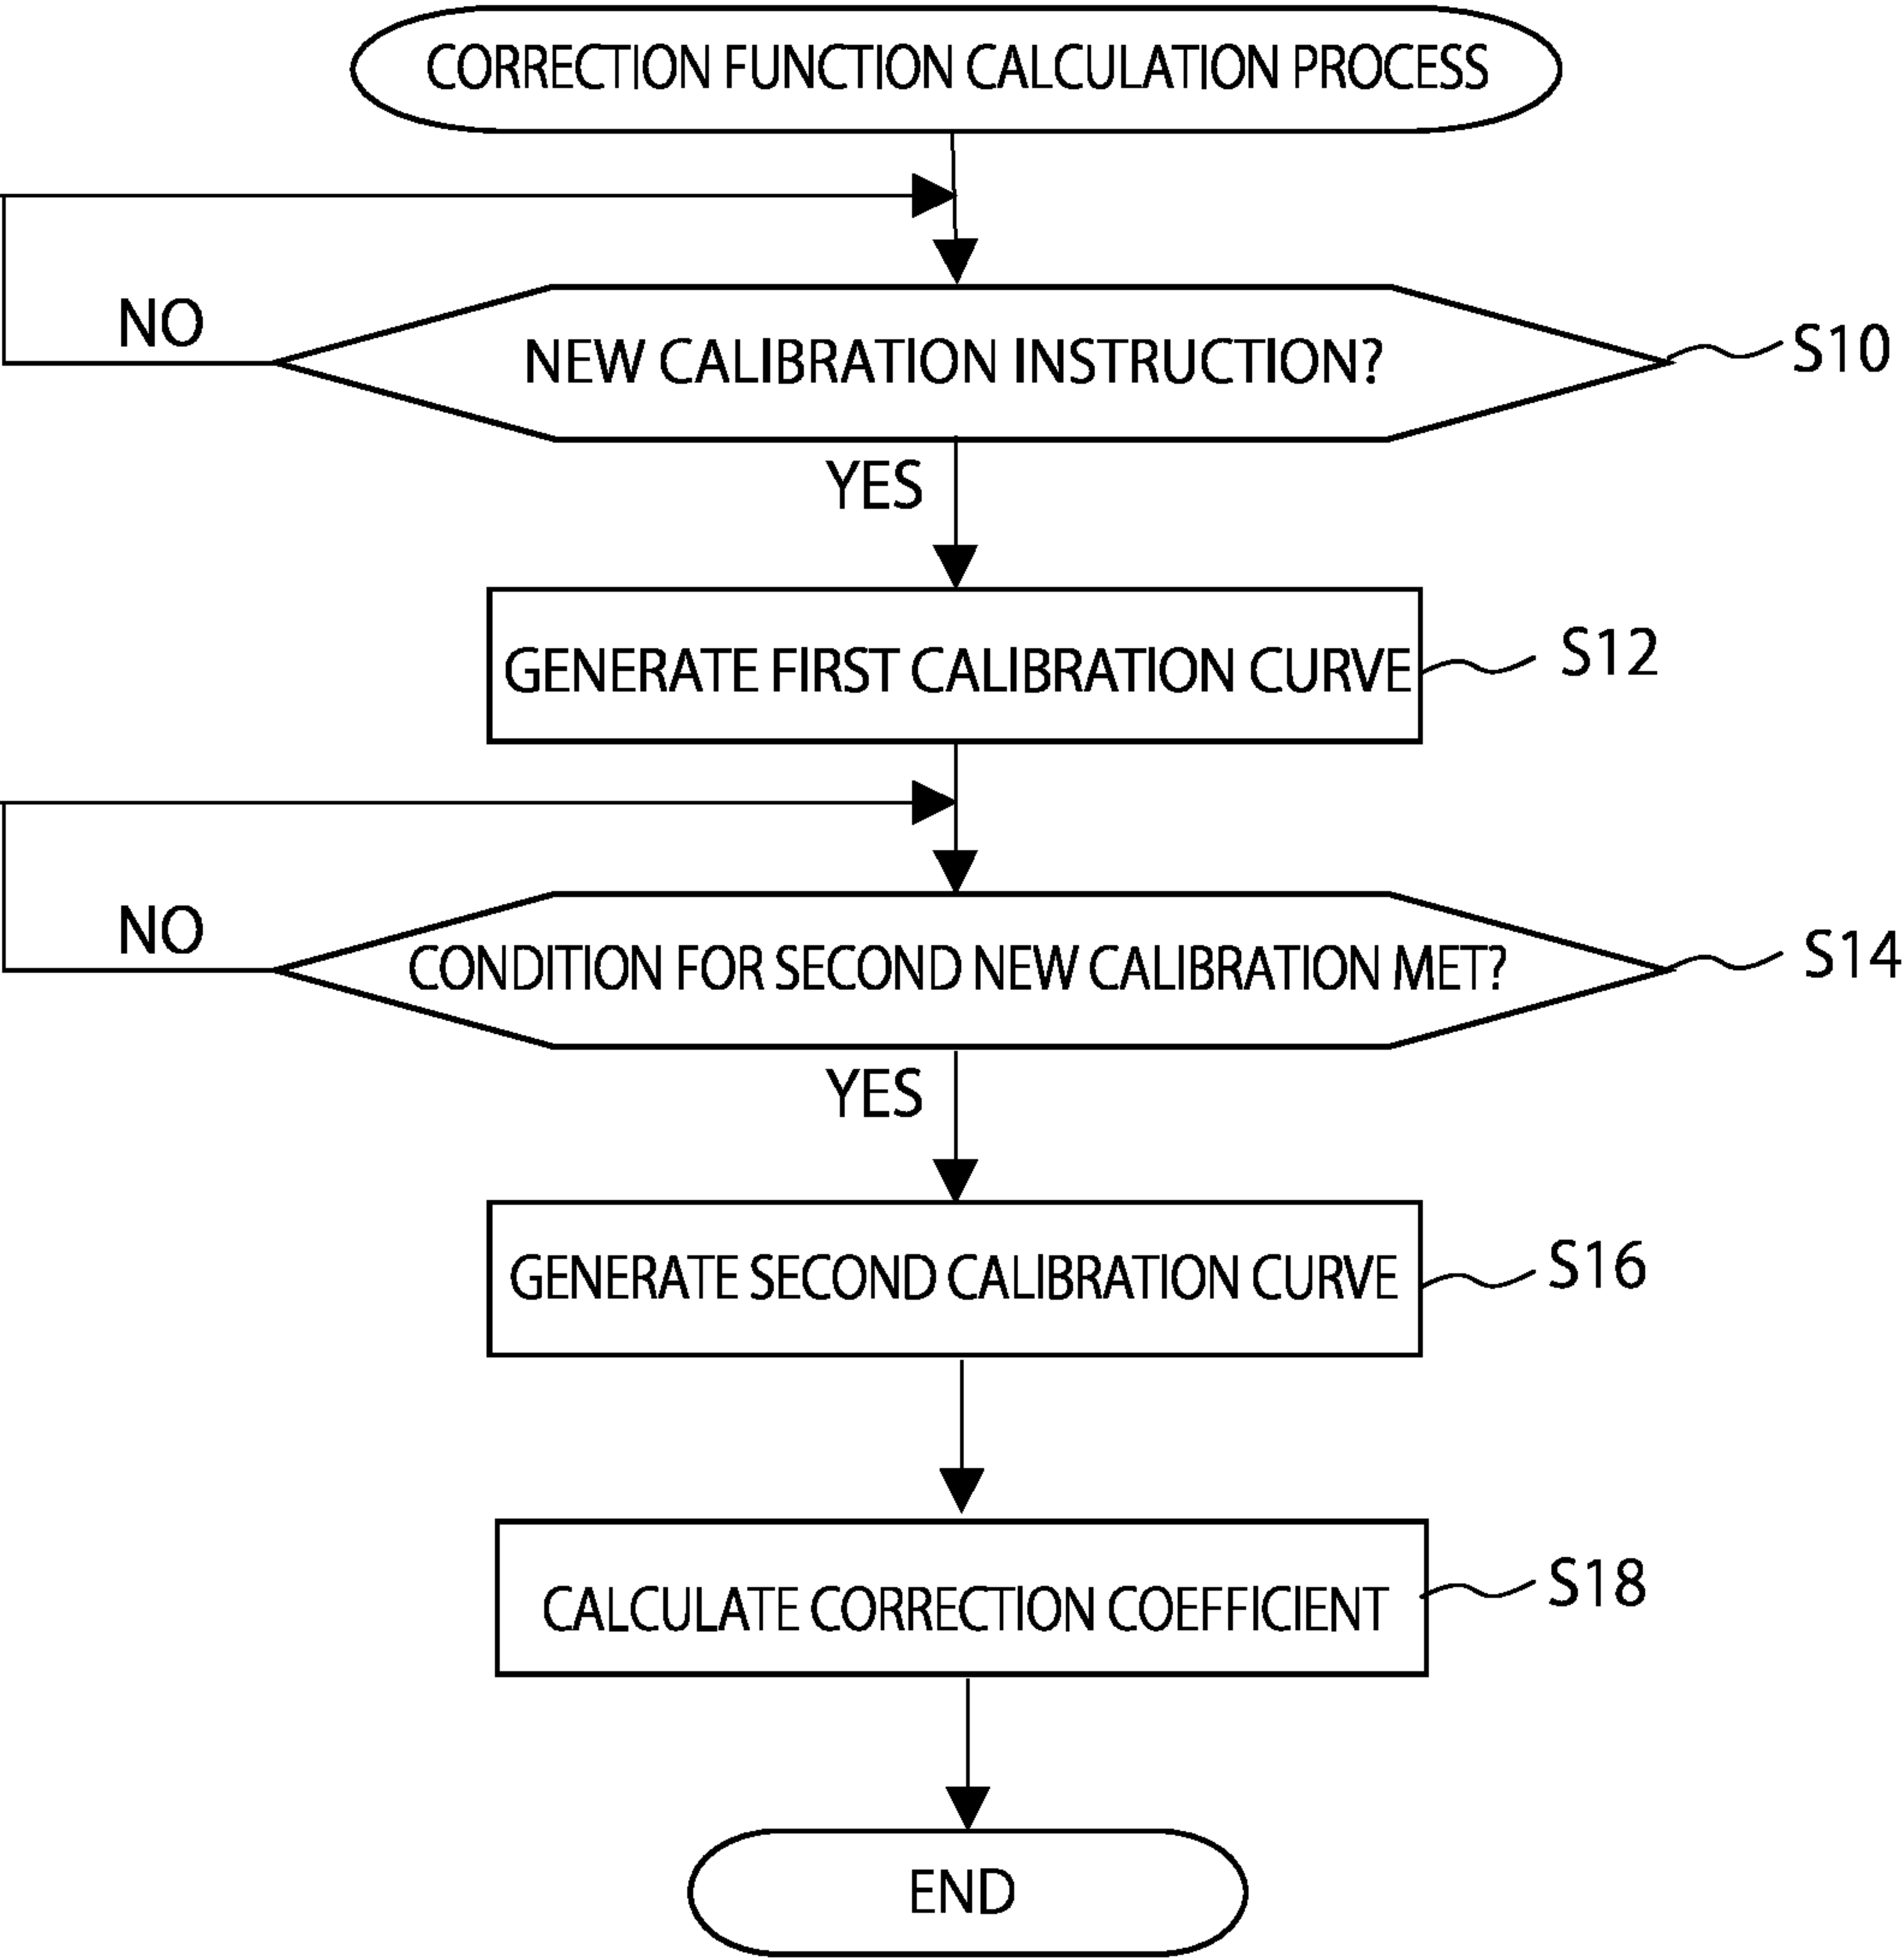 CORRECTION FUNCTION CALCULATION PROCESS
NO
NEW CALIBRATION INSTRUCTION?
S10
YES
GENERATE FIRST CALIBRATION CURVE
S12
NO
CONDITION FOR SECOND NEW CALIBRATION MET?
S14
YES
GENERATE SECOND CALIBRATION CURVE
S16
CALCULATE CORRECTION COEFFICIENT
S18
END